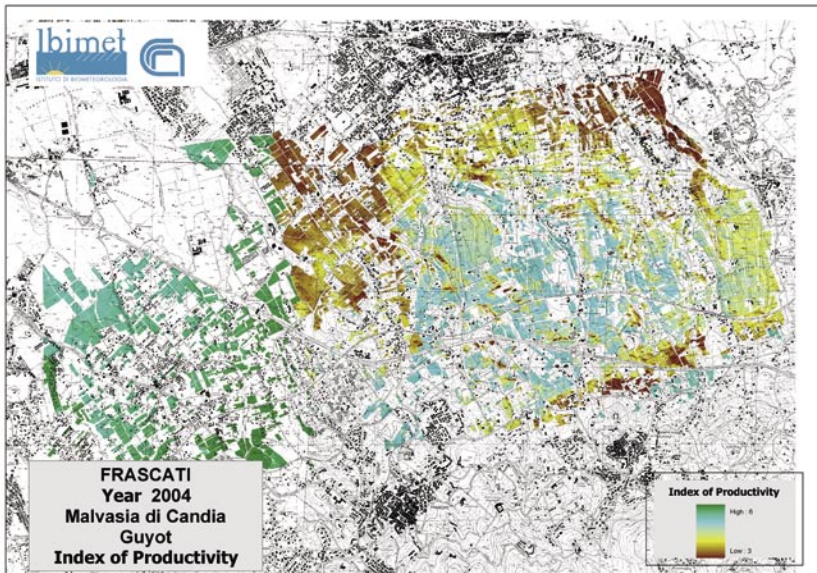 Ibimet
ISTITUTO DI BIOMETEOROLOGIA
FRASCATI
Year 2004
Malvasia di Candia
Guyot
Index of Productivity
Index of Productivity
High : 6
Low : 3